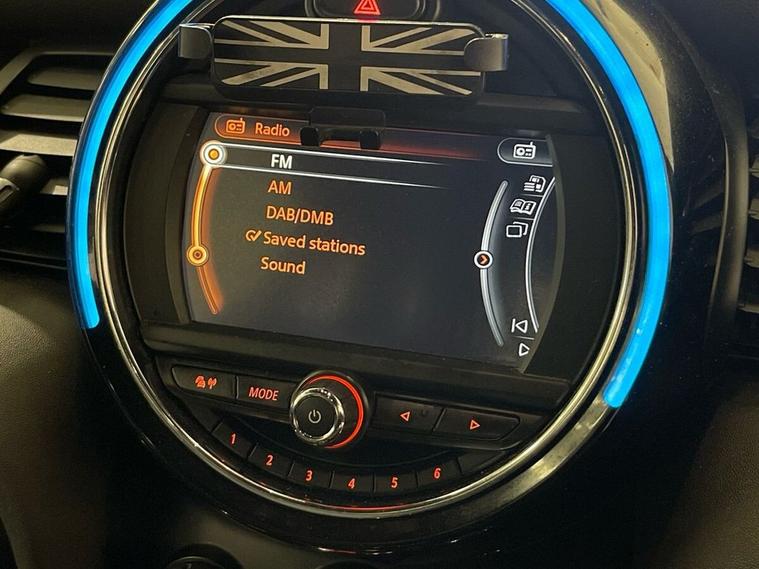 Radio
FM
AM
DAB/DMB
Saved stations
Sound
MODE
1
2
3
4
5
6